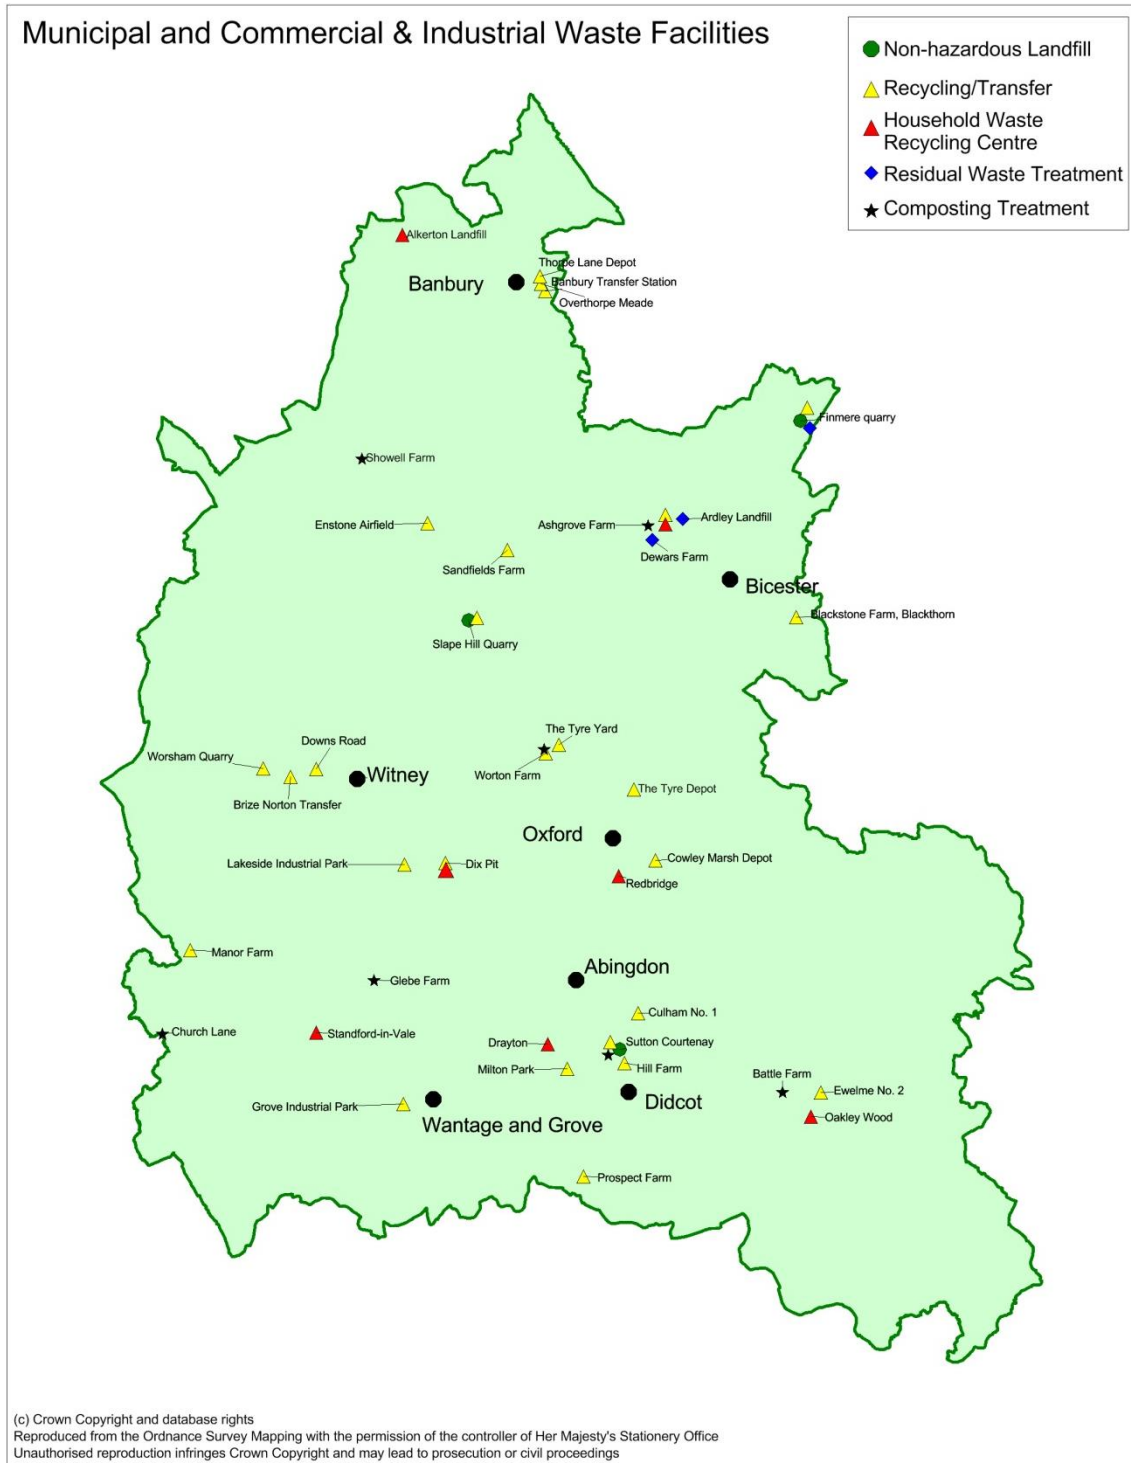 Municipal and Commercial & Industrial Waste Facilities
Non-hazardous Landfill
Recycling/Transfer
Household Waste
Recycling Centre
Residual Waste Treatment
Composting Treatment
Alkerton Landfill
Thorpe Lane Depot
Banbury
Banbury Transfer Station
Overthorpe Meade
Finmere quarry
Showell Farm
Enstone Airfield
Ashgrove Farm
Ardley Landfill
Dewars Farm
Sandfields Farm
Bicester
Blackstone Farm, Blackthorn
Slape Hill Quarry
The Tyre Yard
Downs Road
Worsham Quarry
Witney
Worton Farm
Brize Norton Transfer
The Tyre Depot
Oxford
Lakeside Industrial Park
Dix Pit
Cowley Marsh Depot
Redbridge
Manor Farm
Abingdon
Glebe Farm
Culham No. 1
Church Lane
Standford-in-Vale
Drayton
Sutton Courtenay
Milton Park
Hill Farm
Battle Farm
Ewelme No. 2
Didcot
Grove Industrial Park
Wantage and Grove
Oakley Wood
Prospect Farm
(c) Crown Copyright and database rights
Reproduced from the Ordnance Survey Mapping with the permission of the controller of Her Majesty's Stationery Office
Unauthorised reproduction infringes Crown Copyright and may lead to prosecution or civil proceedings